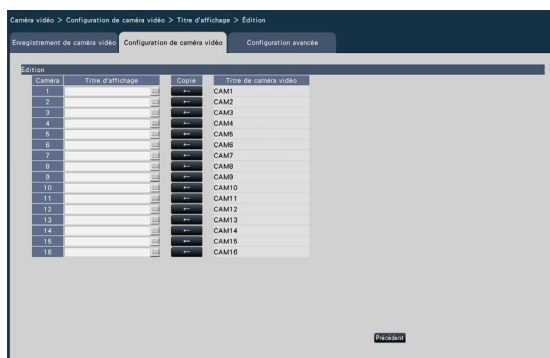 Caméra vidéo > Configuration de caméra vidéo > Titre d'affichage > Édition
Enregistrement de caméra vidéo Configuration de caméra vidéo Configuration avancée
Édition
Caméra Titre d'affichage Copie Titre de caméra vidéo
1 ← CAM1
2 ← CAM2
3 ← CAM3
4 ← CAM4
5 ← CAM5
6 ← CAM6
7 ← CAM7
8 ← CAM8
9 ← CAM9
10 ← CAM10
11 ← CAM11
12 ← CAM12
13 ← CAM13
14 ← CAM14
15 ← CAM15
16 ← CAM16
Précédent